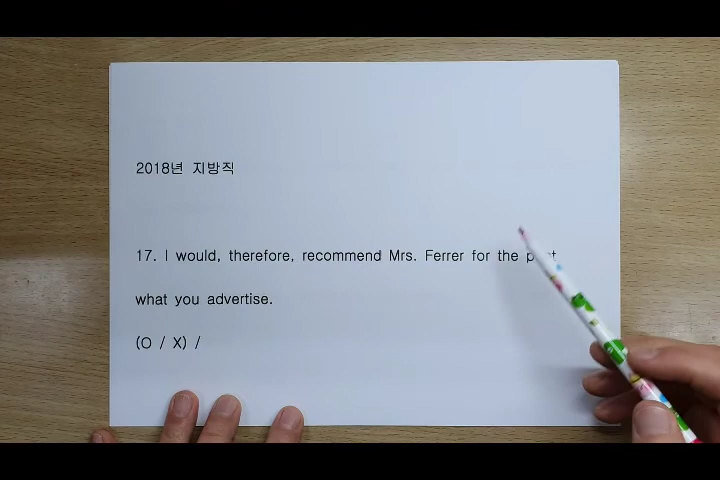 2018년 지방직
17. I would, therefore, recommend Mrs. Ferrer for the
what you advertise.
(O / X) /